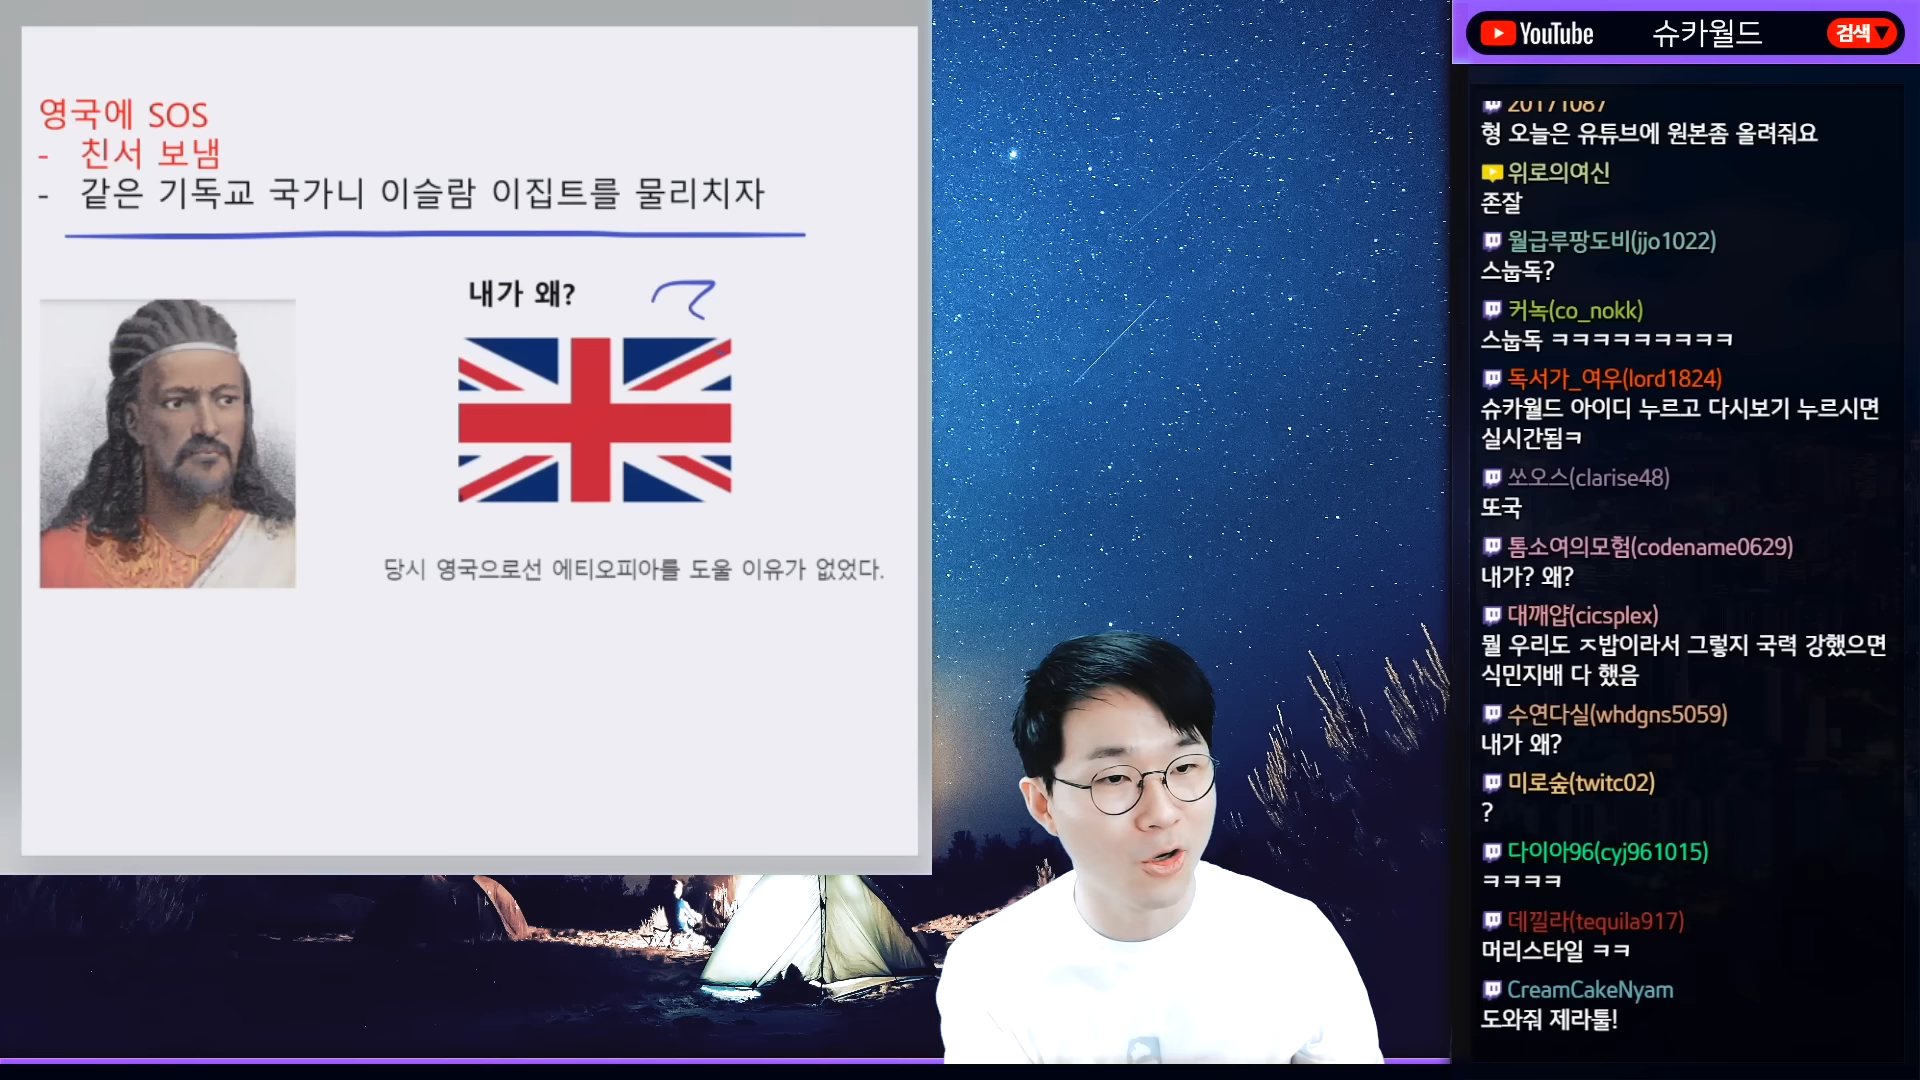 영국에 SOS
- 친서 보냄
- 같은 기독교 국가니 이슬람 이집트를 물리치자
내가 왜?
당시 영국으로선 에티오피아를 도울 이유가 없었다.
YouTube 슈카월드 검색▼
20171087
형 오늘은 유튜브에 원본좀 올려줘요
위로의여신
존잘
월급루팡도비(jjo1022)
스눕독?
커녹(co_nokk)
스눕독 ㅋㅋㅋㅋㅋㅋㅋㅋㅋ
독서가_여우(lord1824)
슈카월드 아이디 누르고 다시보기 누르시면
실시간됨ㅋ
쏘오스(clarise48)
또국
톰소여의모험(codename0629)
내가? 왜?
대깨얍(cicsplex)
뭘 우리도 ㅈ밥이라서 그렇지 국력 강했으면
식민지배 다 했음
수연다실(whdgns5059)
내가 왜?
미로숲(twitc02)
?
다이아96(cyj961015)
ㅋㅋㅋㅋ
데낄라(tequila917)
머리스타일 ㅋㅋ
CreamCakeNyam
도와줘 제라툴!